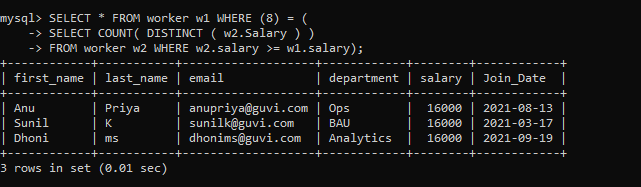 mysql> SELECT * FROM worker w1 WHERE (8) = (
    -> SELECT COUNT( DISTINCT ( w2.Salary ) )
    -> FROM worker w2 WHERE w2.salary >= w1.salary);
+------------+-----------+--------------------+------------+--------+------------+
| first_name | last_name | email              | department | salary | Join_Date  |
+------------+-----------+--------------------+------------+--------+------------+
| Anu        | Priya     | anupriya@guvi.com  | Ops        |  16000 | 2021-08-13 |
| Sunil      | K         | sunilk@guvi.com    | BAU        |  16000 | 2021-03-17 |
| Dhoni      | ms        | dhonims@guvi.com   | Analytics  |  16000 | 2021-09-19 |
+------------+-----------+--------------------+------------+--------+------------+
3 rows in set (0.01 sec)